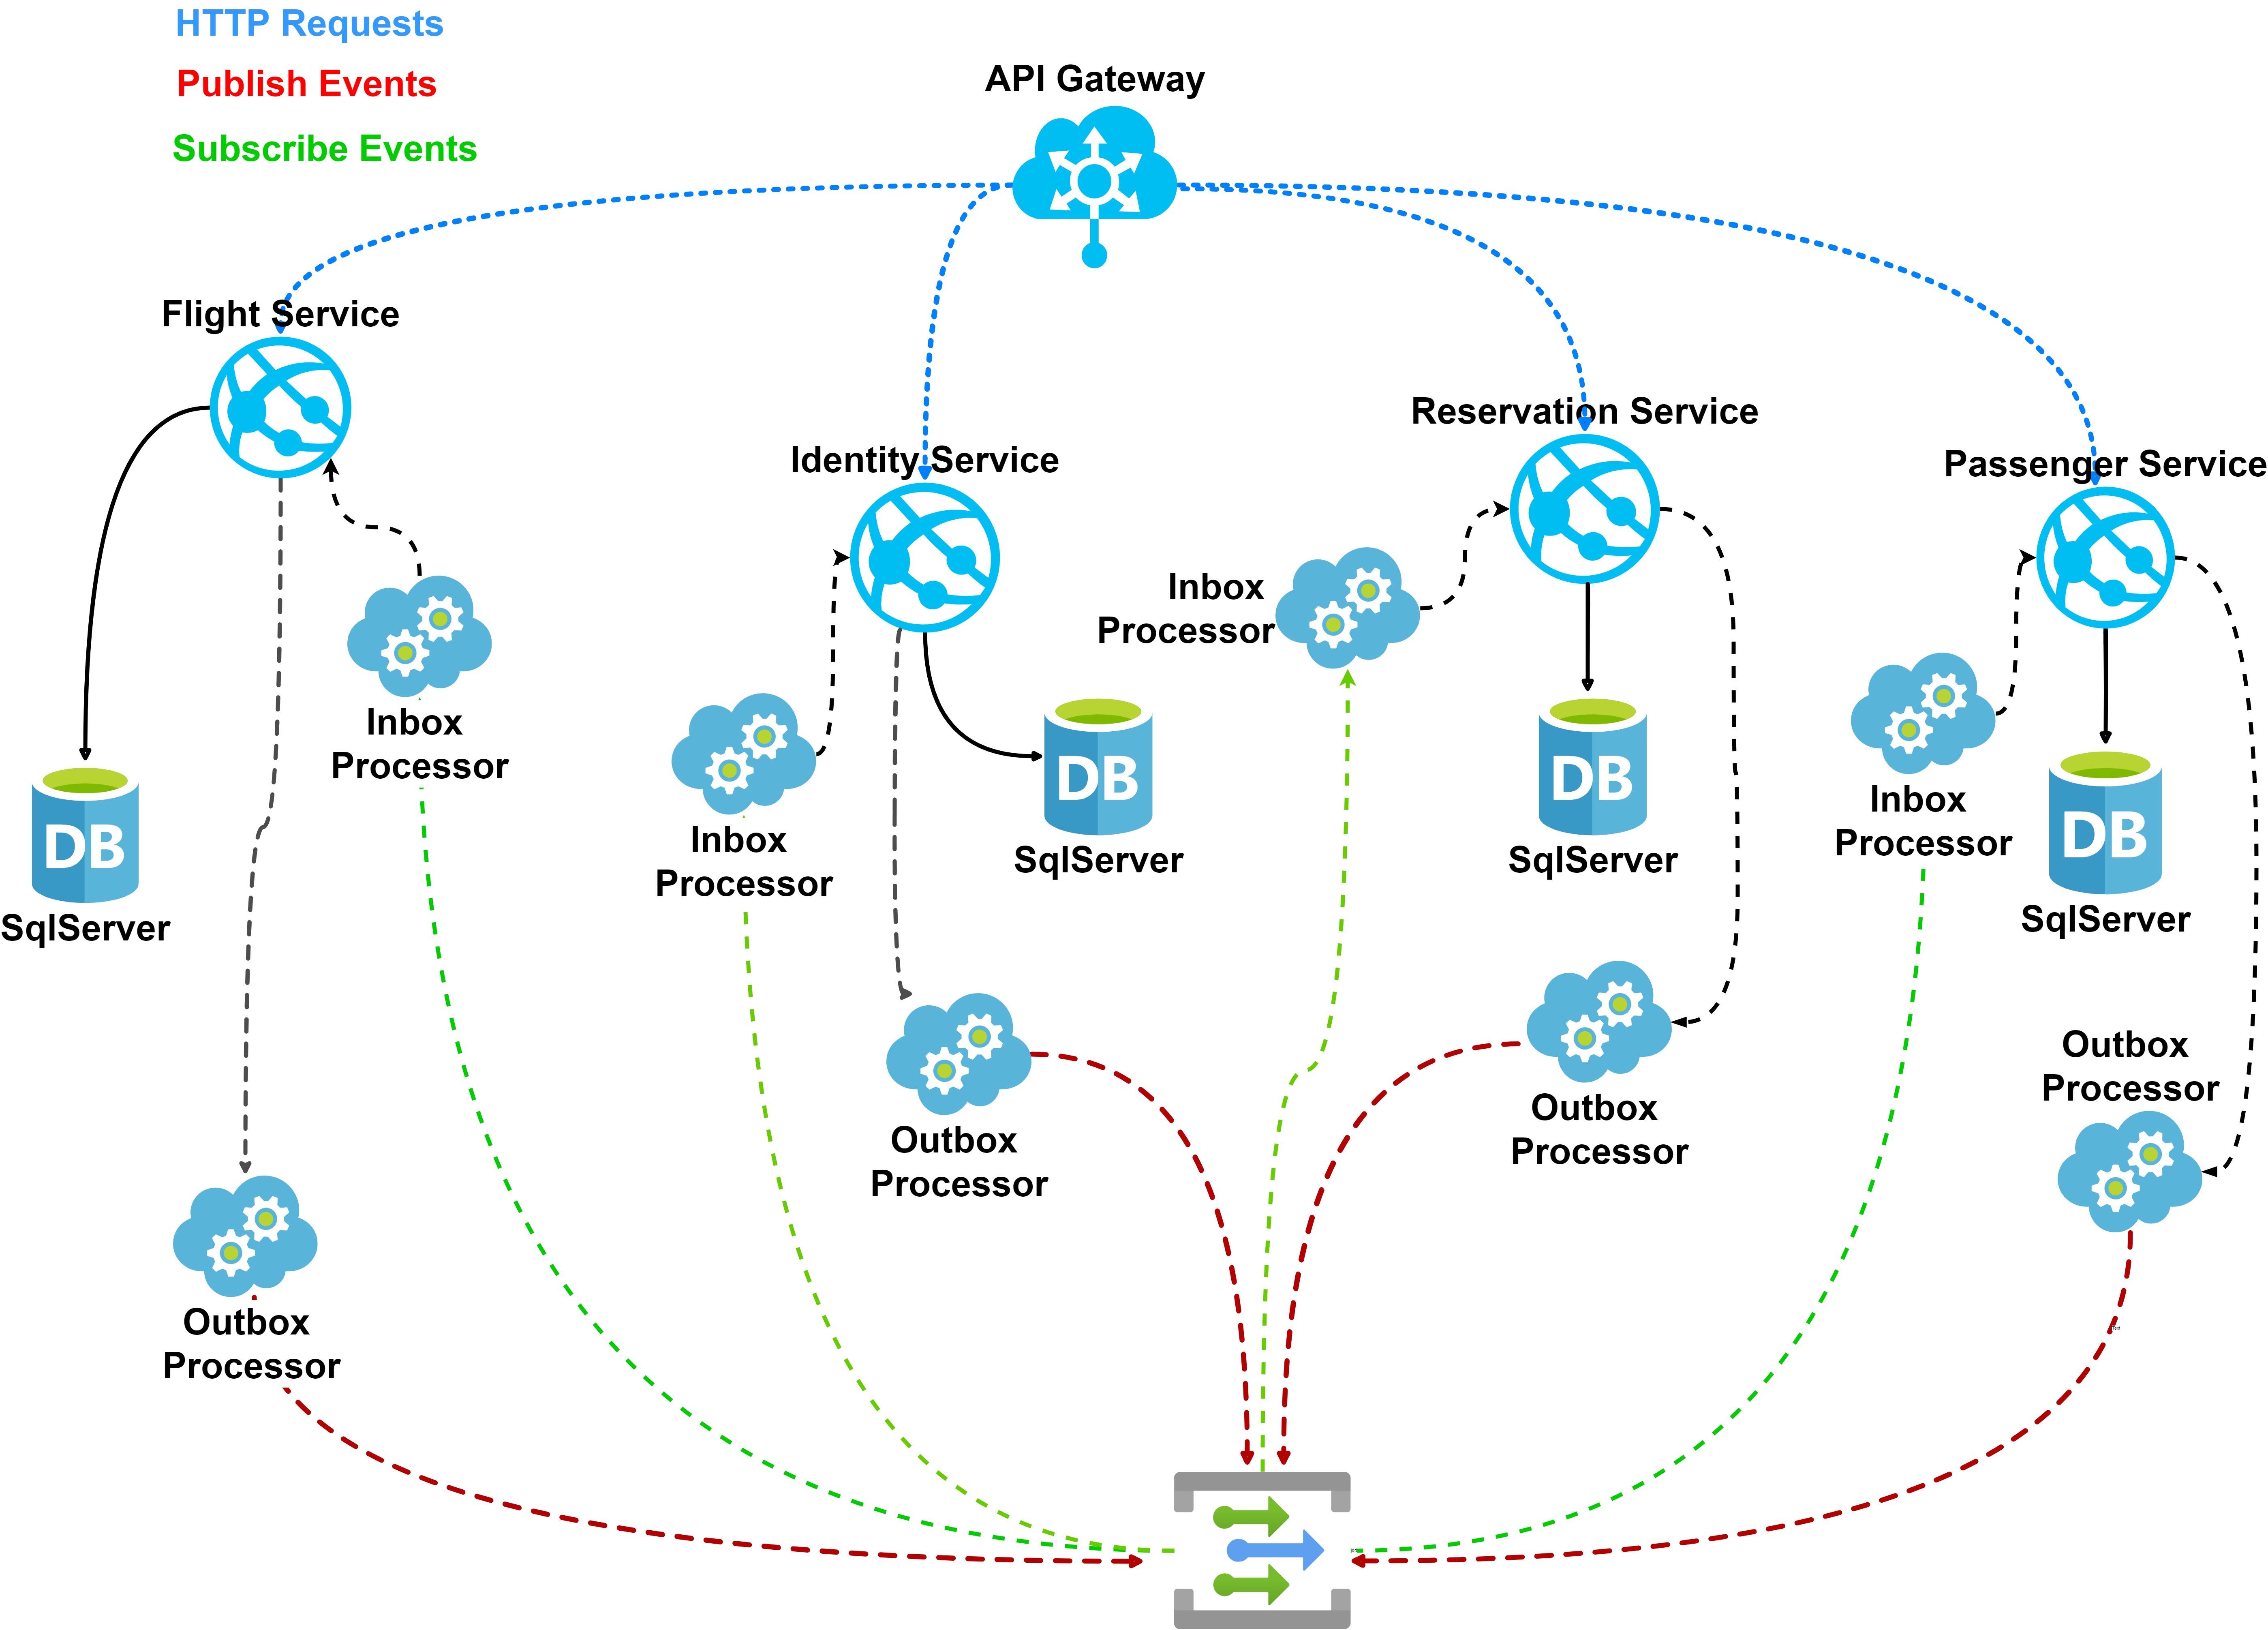 HTTP Requests
Publish Events
Subscribe Events
API Gateway
Flight Service
Identity Service
Reservation Service
Passenger Service
Inbox
Processor
Inbox
Processor
Inbox
Processor
Inbox
Processor
DB
SqlServer
DB
SqlServer
DB
SqlServer
DB
SqlServer
Outbox
Processor
Outbox
Processor
Outbox
Processor
Outbox
Processor
Text